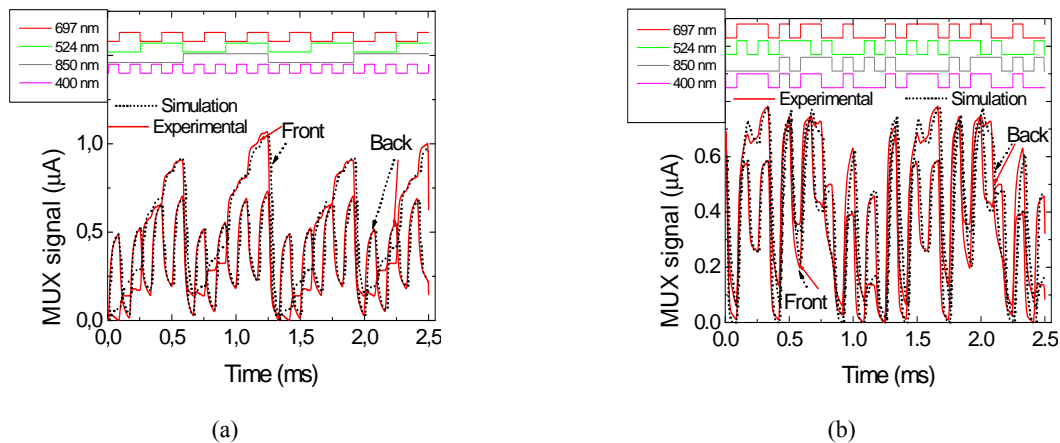 697 nm
524 nm
850 nm
400 nm
Simulation
Experimental
Front
Back
1,0
0,5
0,0
MUX signal (µA)
0,0 0,5 1,0 1,5 2,0 2,5
Time (ms)
(a)
697 nm
524 nm
850 nm
400 nm
Experimental Simulation
Back
Front
0.6
0.4
0.2
0.0
MUX signal (µA)
0.0 0.5 1.0 1.5 2.0 2.5
Time (ms)
(b)